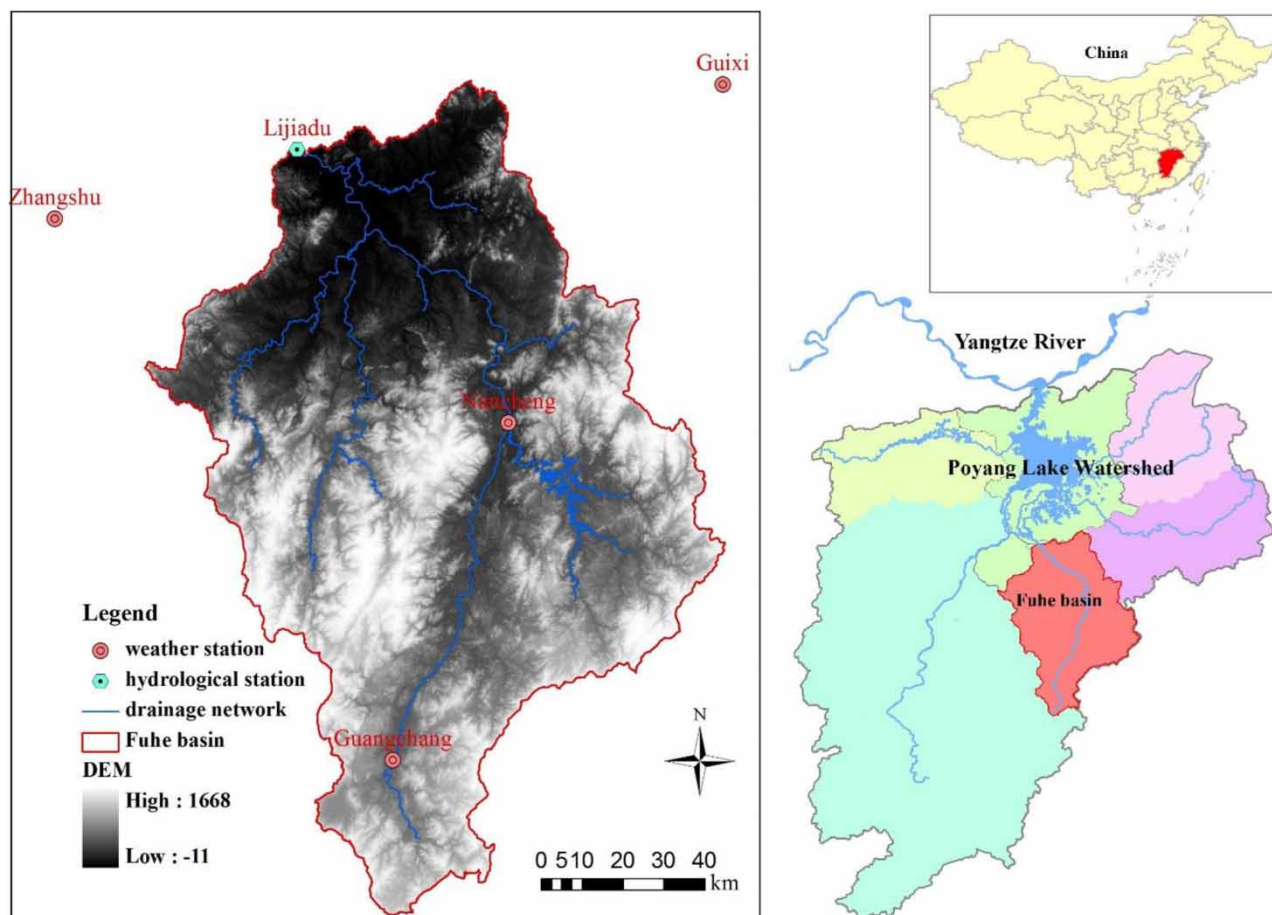 Guixi
Lijiadu
Zhangshu
Nancheng
Guangchang
Legend
weather station
hydrological station
drainage network
Fuhe basin
DEM
High : 1668
Low : -11
N
0 5 10 20 30 40
km
China
Yangtze River
Poyang Lake Watershed
Fuhe basin